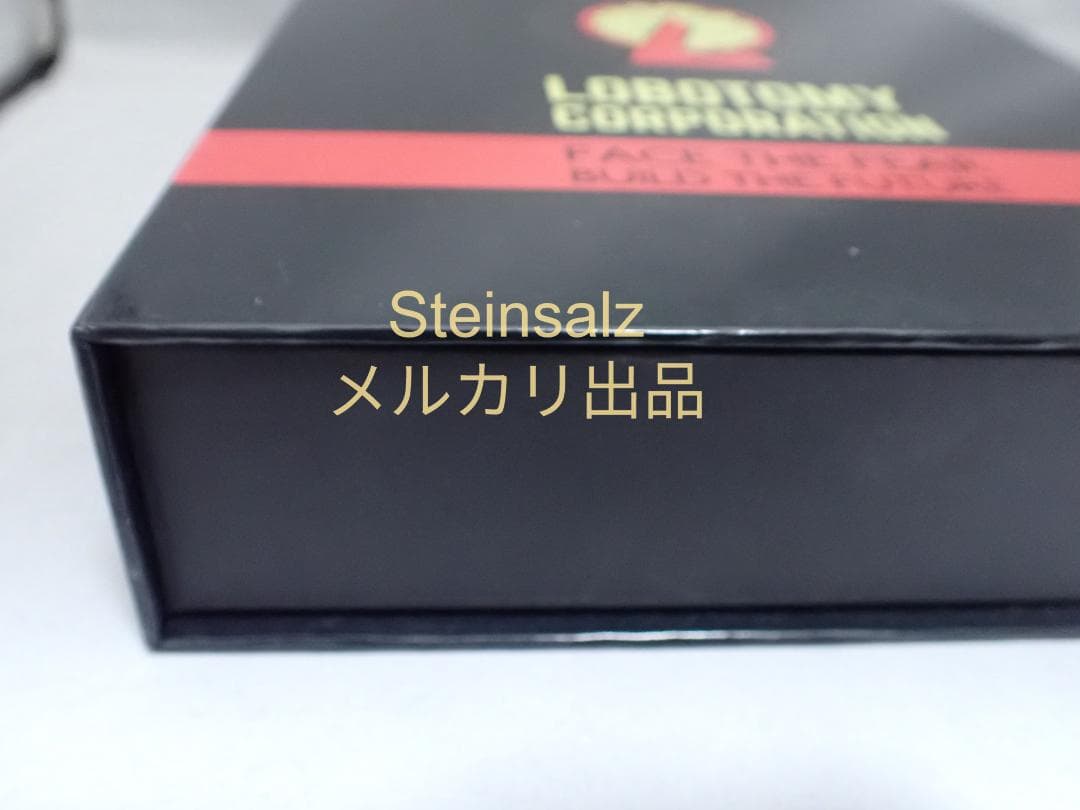 LOBOTOMY
CORPORATION
FACE THE FEAR,
BUILD THE FUTURE.
Steinsalz
メルカリ出品